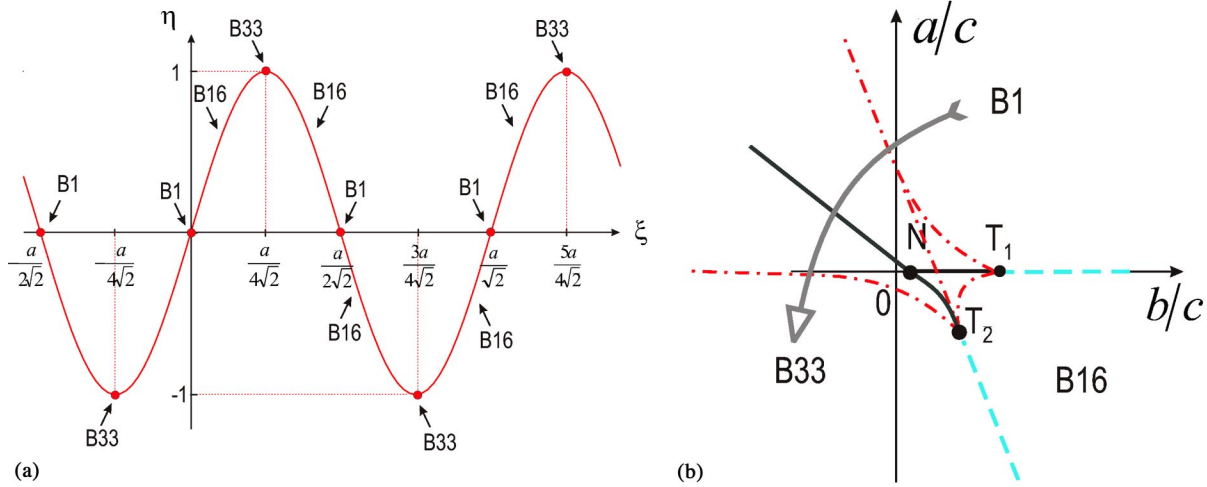 η
B33
B33
1
B16
B16
B16
B1
B1
B1
B1
ξ
-a/2√2
-a/4√2
a/4√2
a/2√2
3a/4√2
a/√2
5a/4√2
B16
B16
-1
B33
B33
(a)
a/c
B1
N
T1
0
b/c
T2
B33
B16
(b)